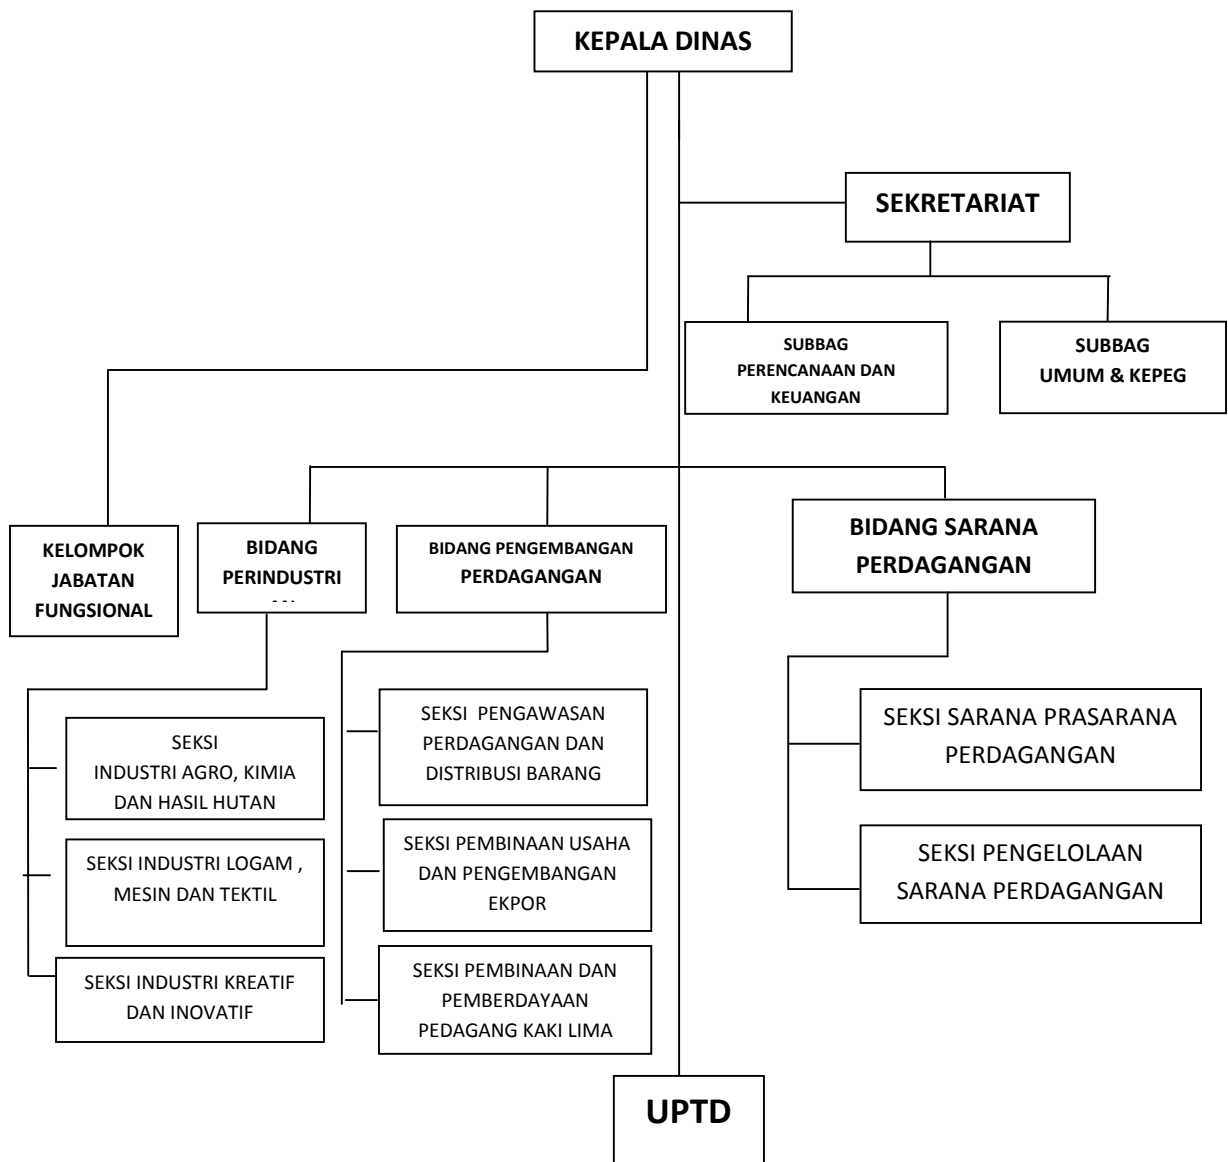 KEPALA DINAS
SEKRETARIAT
SUBBAG
PERENCANAAN DAN
KEUANGAN
SUBBAG
UMUM & KEPEG
KELOMPOK
JABATAN
FUNGSIONAL
BIDANG
PERINDUSTRI
BIDANG PENGEMBANGAN
PERDAGANGAN
BIDANG SARANA
PERDAGANGAN
SEKSI
INDUSTRI AGRO, KIMIA
DAN HASIL HUTAN
SEKSI INDUSTRI LOGAM ,
MESIN DAN TEKTIL
SEKSI INDUSTRI KREATIF
DAN INOVATIF
SEKSI PENGAWASAN
PERDAGANGAN DAN
DISTRIBUSI BARANG
SEKSI PEMBINAAN USAHA
DAN PENGEMBANGAN
EKPOR
SEKSI PEMBINAAN DAN
PEMBERDAYAAN
PEDAGANG KAKI LIMA
SEKSI SARANA PRASARANA
PERDAGANGAN
SEKSI PENGELOLAAN
SARANA PERDAGANGAN
UPTD